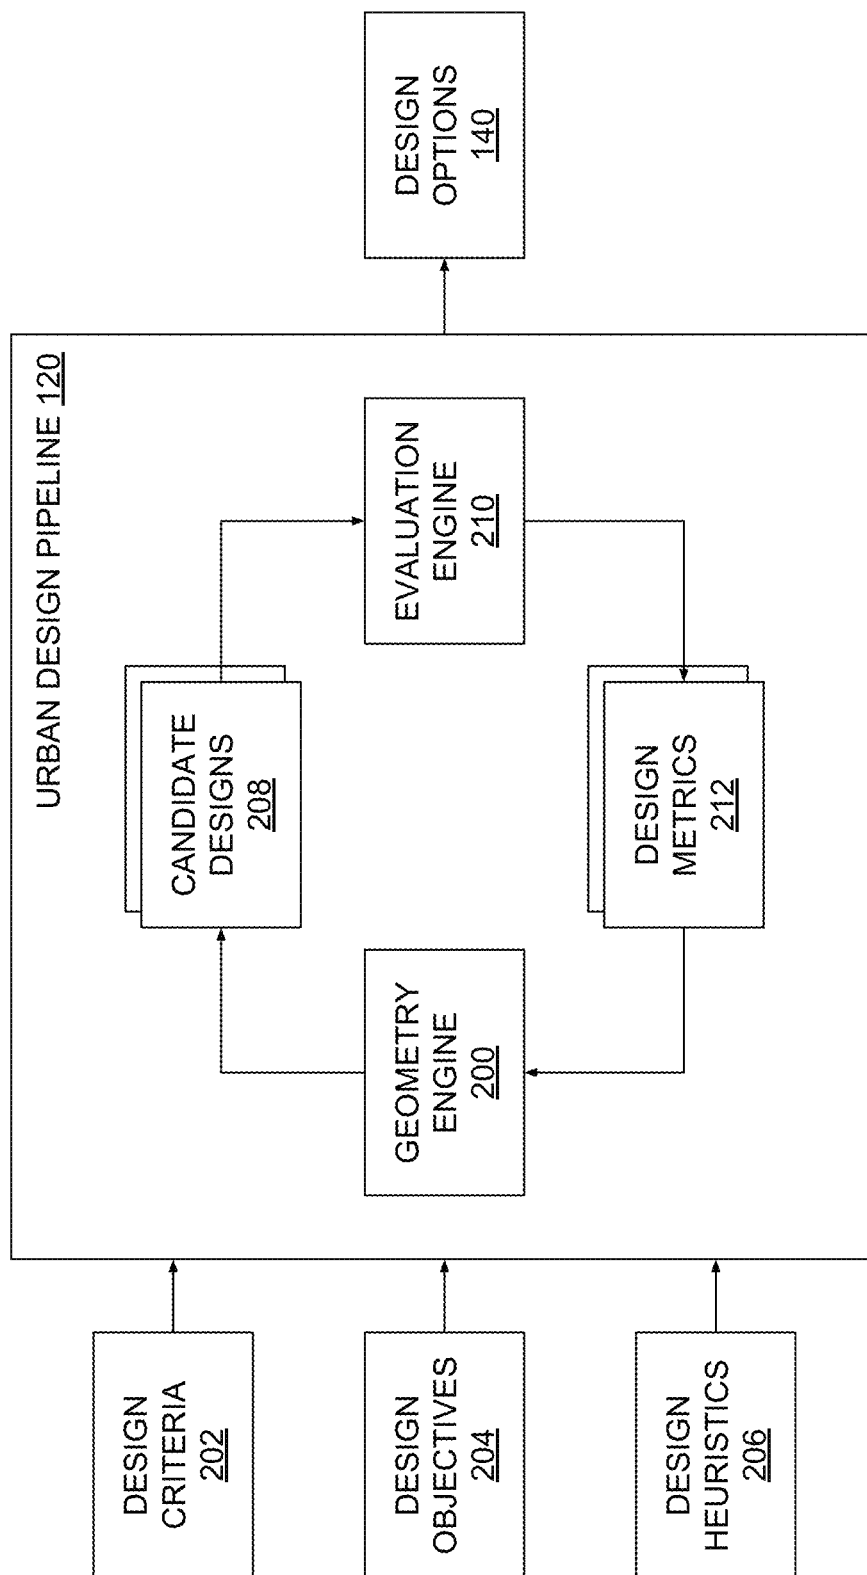 URBAN DESIGN PIPELINE 120
DESIGN
CRITERIA
202
DESIGN
OBJECTIVES
204
DESIGN
HEURISTICS
206
GEOMETRY
ENGINE
200
CANDIDATE
DESIGNS
208
DESIGN
METRICS
212
EVALUATION
ENGINE
210
DESIGN
OPTIONS
140